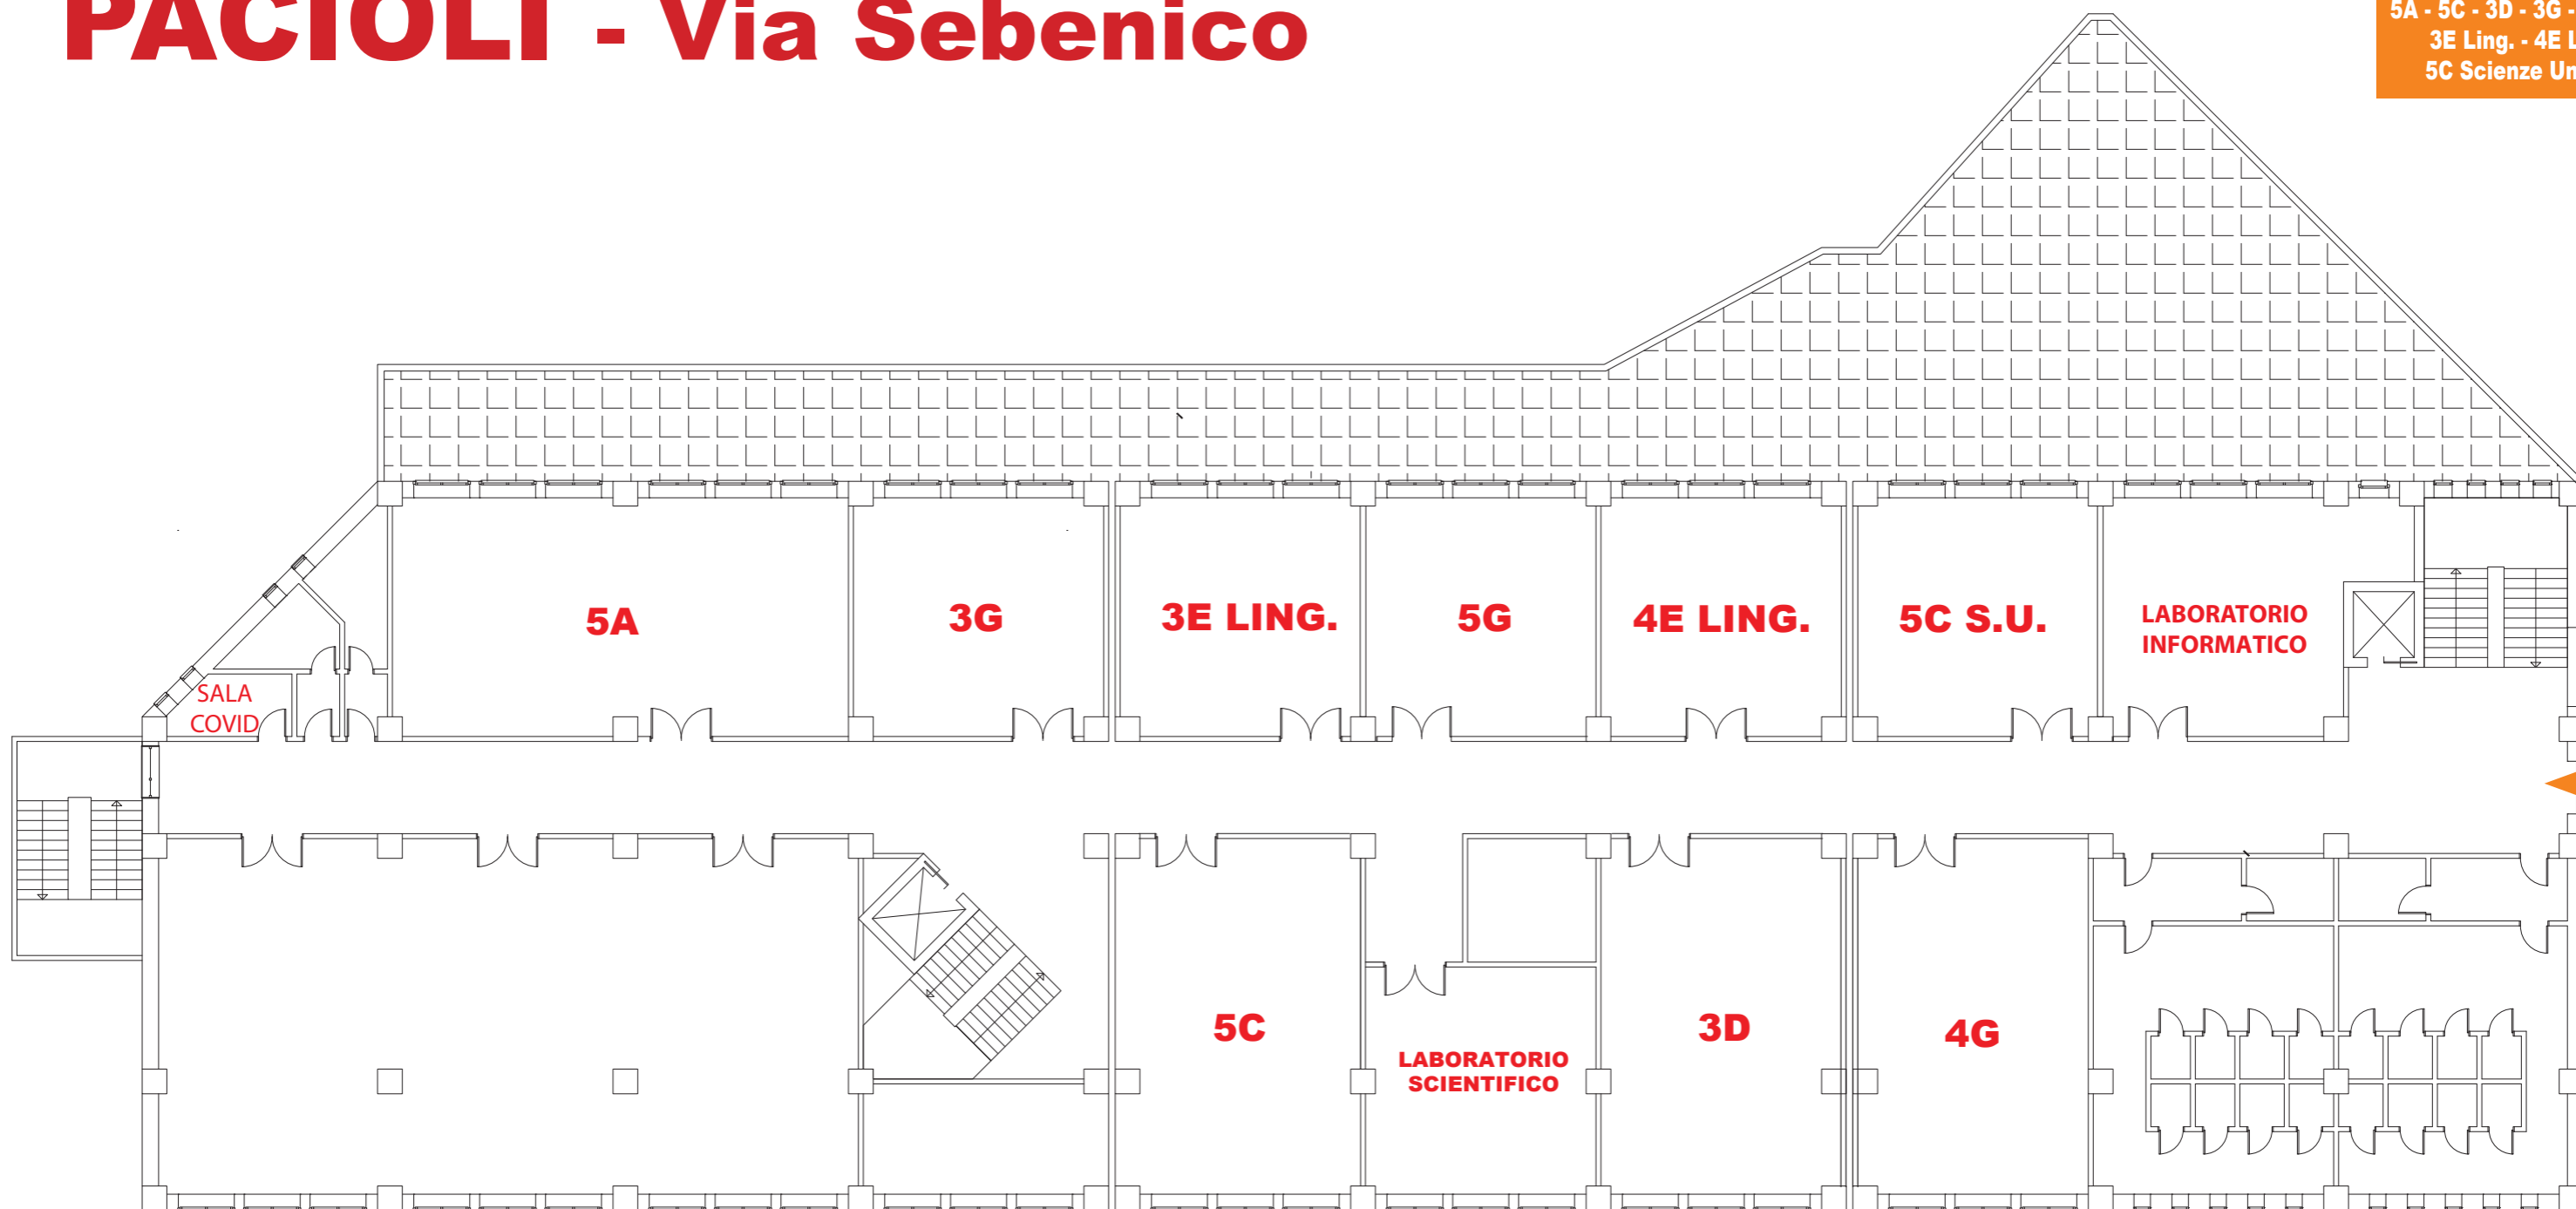 PACIOLI - Via Sebenico
5A - 5C - 3D - 3G -
3E Ling. - 4E
5C Scienze
5A
3G
3E LING.
5G
4E LING.
5C S.U.
LABORATORIO
INFORMATICO
SALA
COVID
5C
LABORATORIO
SCIENTIFICO
3D
4G